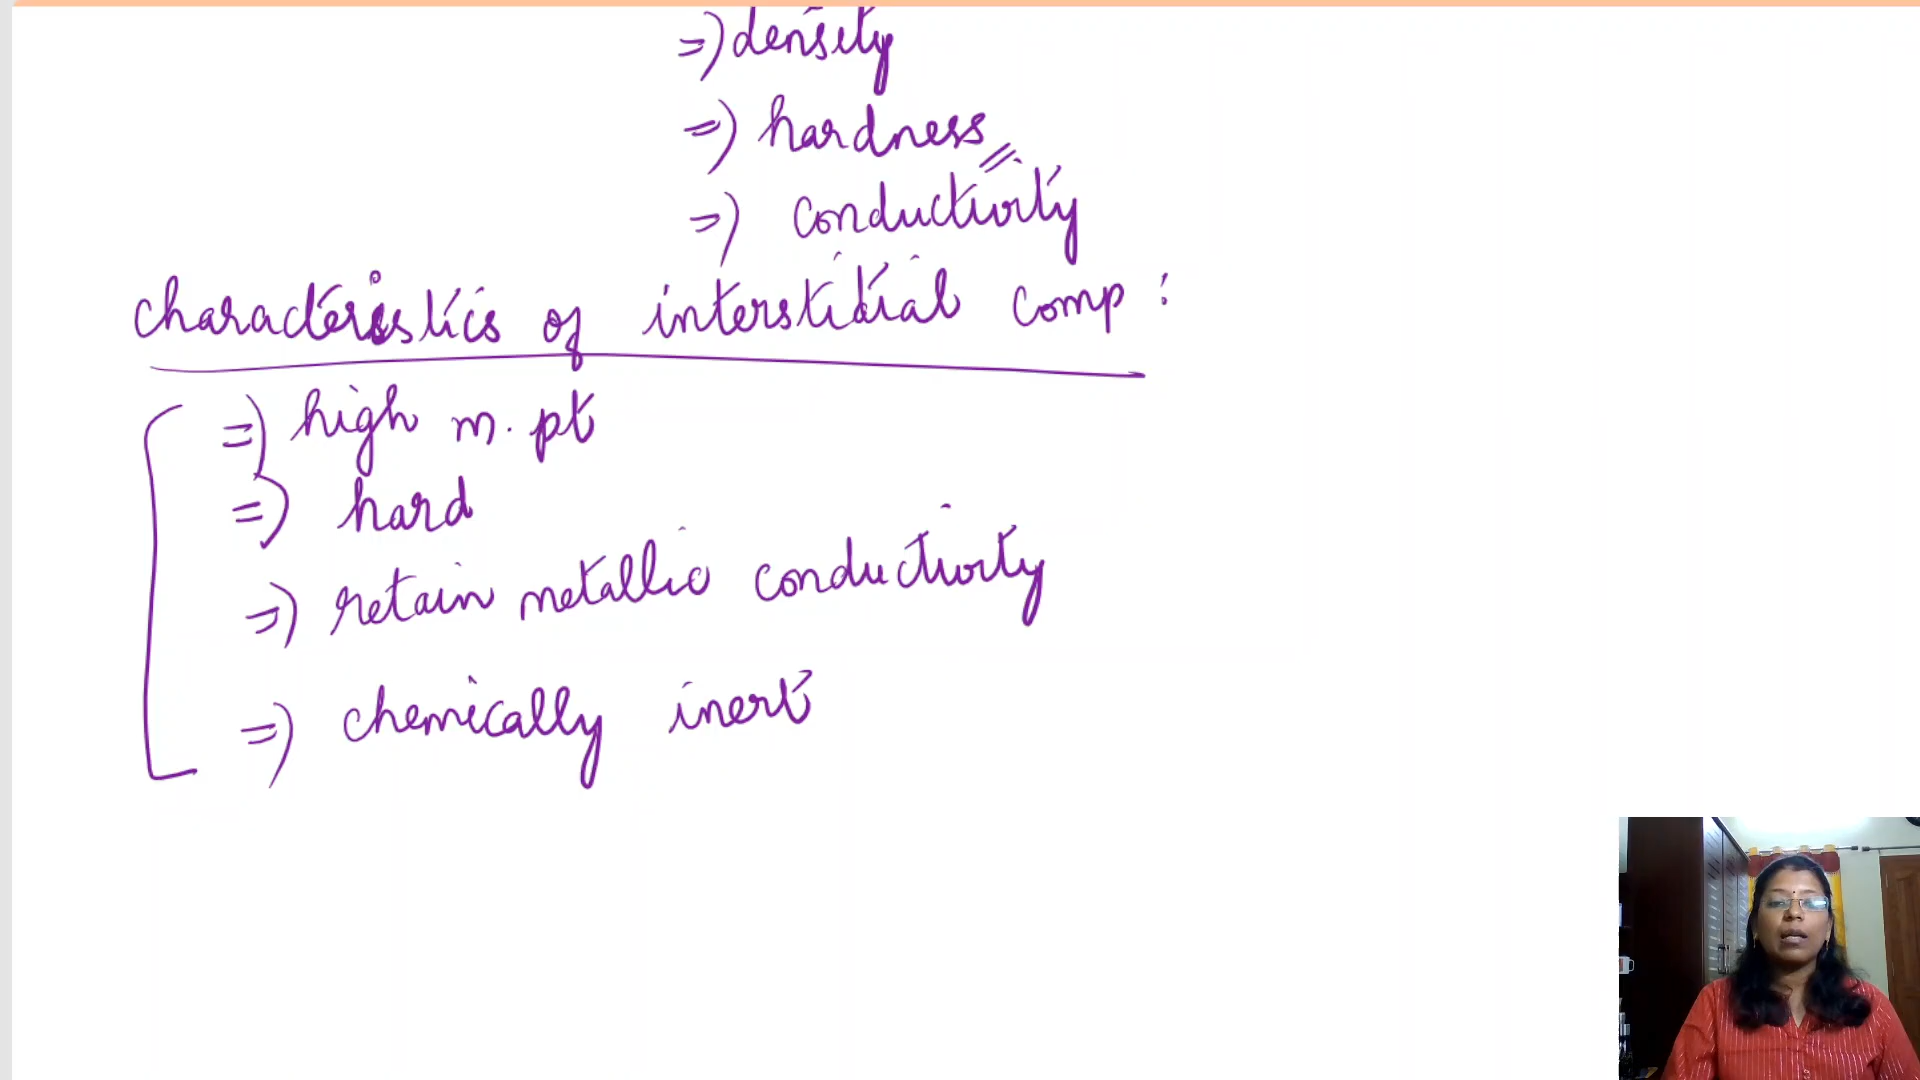 =) density
=) hardness
=) conductivity
characteristics of interstitial comp :
=) high m. pt
=) hard
=) retain metallic conductivity
=) chemically inert